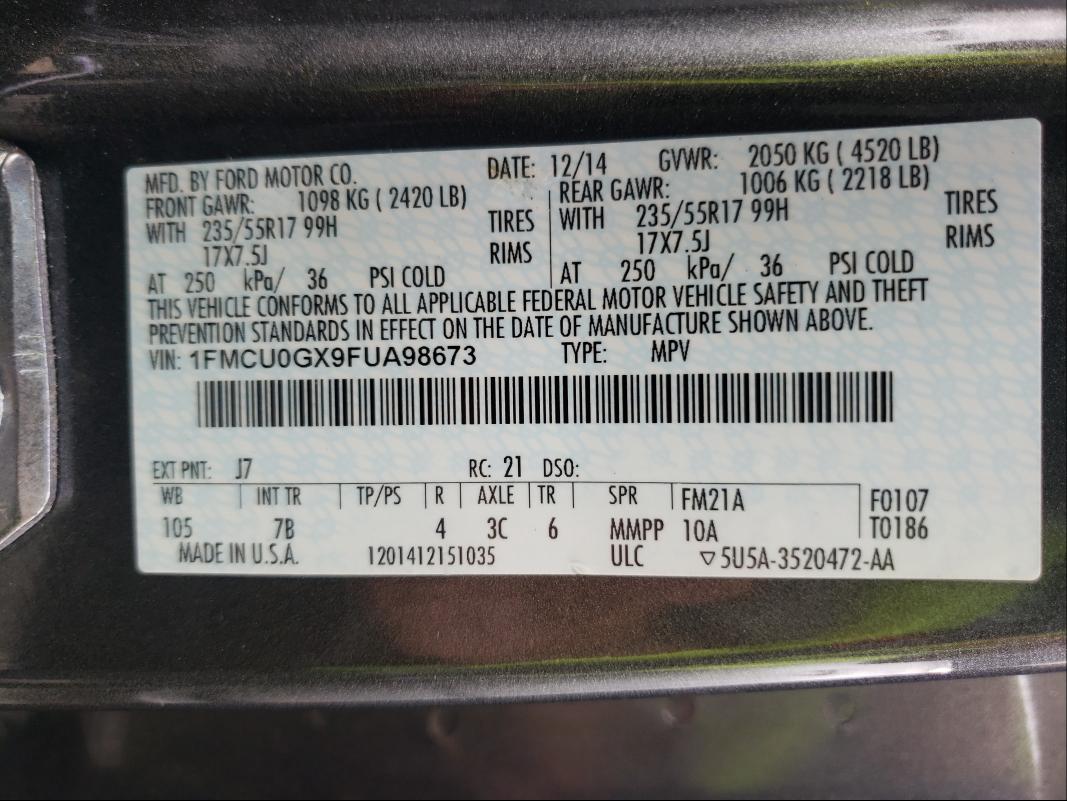 MFD. BY FORD MOTOR CO. DATE: 12/14 GVWR: 2050 KG ( 4520 LB)
FRONT GAWR: 1098 KG ( 2420 LB) REAR GAWR: 1006 KG ( 2218 LB)
WITH 235/55R17 99H TIRES WITH 235/55R17 99H TIRES
17X7.5J RIMS 17X7.5J RIMS
AT 250 kPa/ 36 PSI COLD AT 250 kPa/ 36 PSI COLD
THIS VEHICLE CONFORMS TO ALL APPLICABLE FEDERAL MOTOR VEHICLE SAFETY AND THEFT
PREVENTION STANDARDS IN EFFECT ON THE DATE OF MANUFACTURE SHOWN ABOVE.
VIN: 1FMCU0GX9FUA98673 TYPE: MPV
EXT PNT: J7 RC: 21 DSO:
WB INT TR TP/PS R AXLE TR SPR FM21A F0107
105 7B 4 3C 6 MMPP 10A T0186
MADE IN U.S.A. 1201412151035 ULC ▽5U5A-3520472-AA